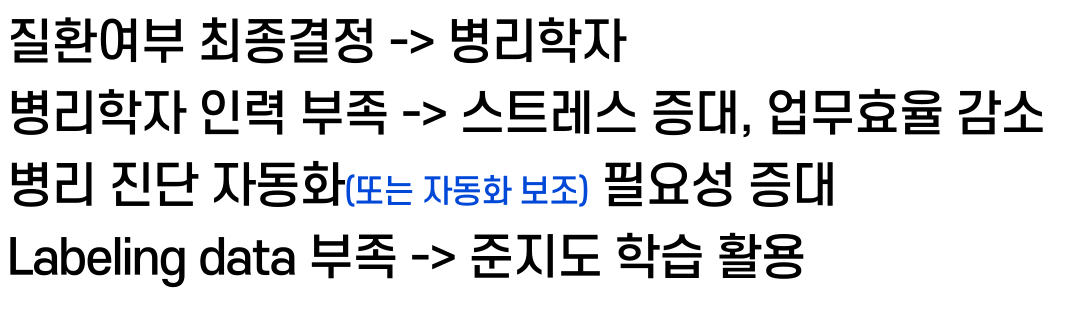 질환여부 최종결정 -> 병리학자
병리학자 인력 부족 -> 스트레스 증대, 업무효율 감소
병리 진단 자동화(또는 자동화 보조) 필요성 증대
Labeling data 부족 -> 준지도 학습 활용